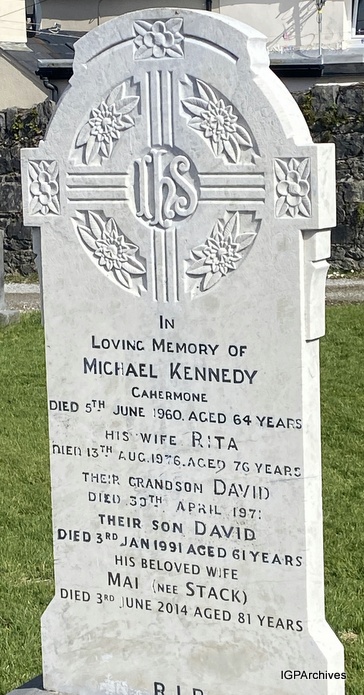 IHS
IN
LOVING MEMORY OF
MICHAEL KENNEDY
CAHERMONE
DIED 5TH JUNE 1960. AGED 64 YEARS
HIS WIFE RITA
DIED 13TH AUG. 1976. AGED 76 YEARS
THEIR GRANDSON DAVID
DIED 30TH APRIL 1971
THEIR SON DAVID
DIED 3RD JAN 1991 AGED 61 YEARS
HIS BELOVED WIFE
MAI (NEE STACK)
DIED 3RD JUNE 2014 AGED 81 YEARS
R.I.P.
IGPArchives